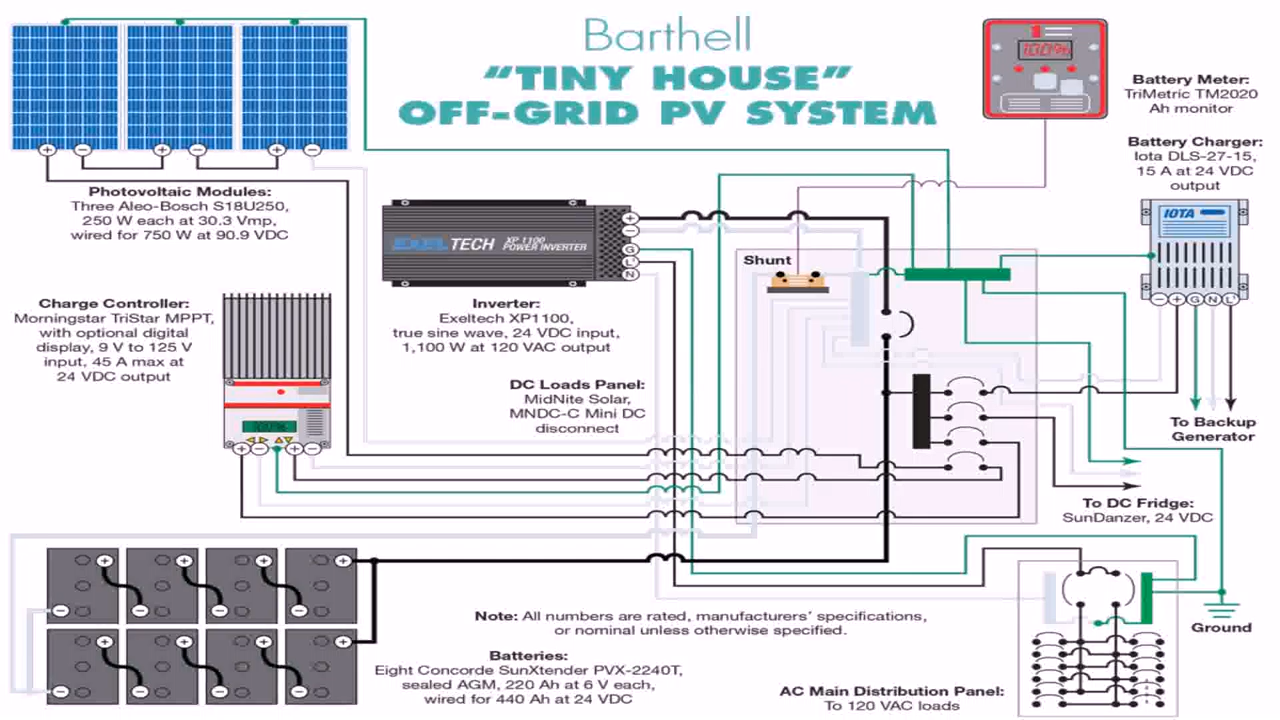 Barthell
“TINY HOUSE”
OFF-GRID PV SYSTEM
100%
Battery Meter:
TriMetric TM2020
Ah monitor
Battery Charger:
Iota DLS-27-15,
15 A at 24 VDC
output
IOTA
Photovoltaic Modules:
Three Aleo-Bosch S18U250,
250 W each at 30.3 Vmp,
wired for 750 W at 90.9 VDC
EXELTECH XP 1100
POWER INVERTER
G
L
N
Shunt
Inverter:
Exeltech XP1100,
true sine wave, 24 VDC input,
1,100 W at 120 VAC output
Charge Controller:
Morningstar TriStar MPPT,
with optional digital
display, 9 V to 125 V
input, 45 A max at
24 VDC output
100%
G N L
DC Loads Panel:
MidNite Solar,
MNDC-C Mini DC
disconnect
To Backup
Generator
To DC Fridge:
SunDanzer, 24 VDC
Note: All numbers are rated, manufacturers’ specifications,
or nominal unless otherwise specified.
Ground
Batteries:
Eight Concorde SunXtender PVX-2240T,
sealed AGM, 220 Ah at 6 V each,
wired for 440 Ah at 24 VDC
AC Main Distribution Panel:
To 120 VAC loads